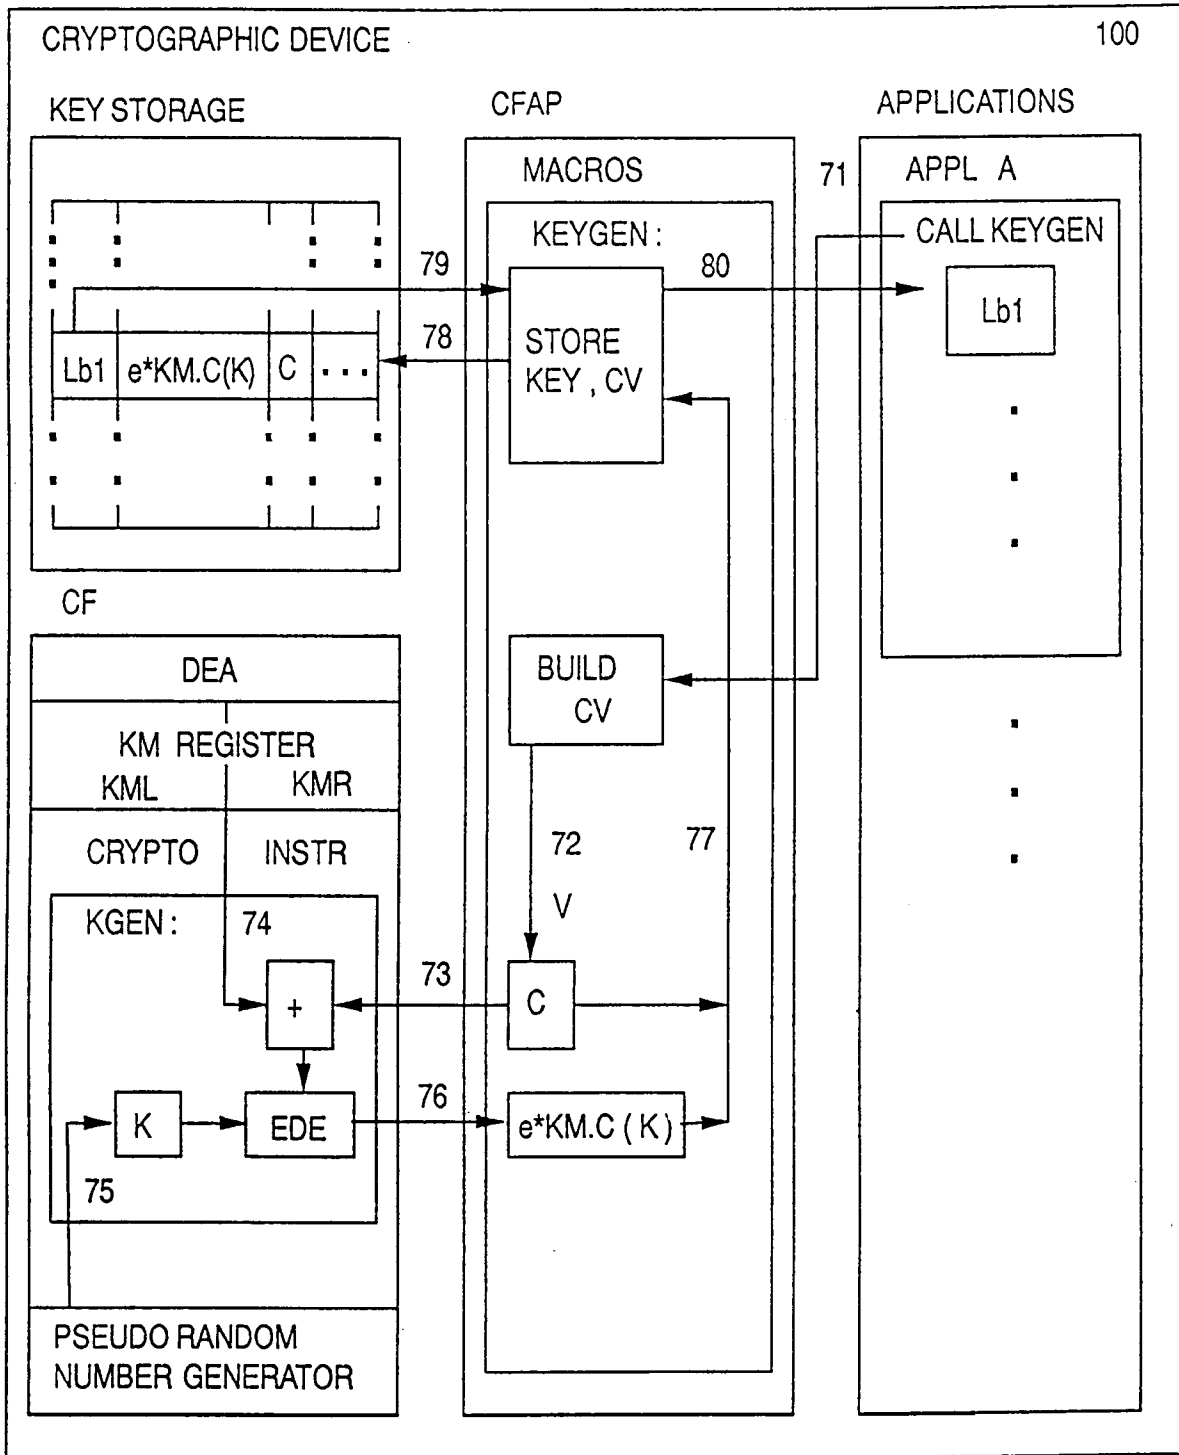 CRYPTOGRAPHIC DEVICE
100
KEY STORAGE
CFAP
APPLICATIONS
MACROS
71
APPL A
KEYGEN :
CALL KEYGEN
79
80
Lb1
78
STORE
KEY , CV
Lb1 e*KM.C(K) C ...
CF
DEA
BUILD
CV
KM REGISTER
KML KMR
72
77
CRYPTO INSTR
V
KGEN :
74
73
+
C
76
K
EDE
e*KM.C ( K )
75
PSEUDO RANDOM
NUMBER GENERATOR